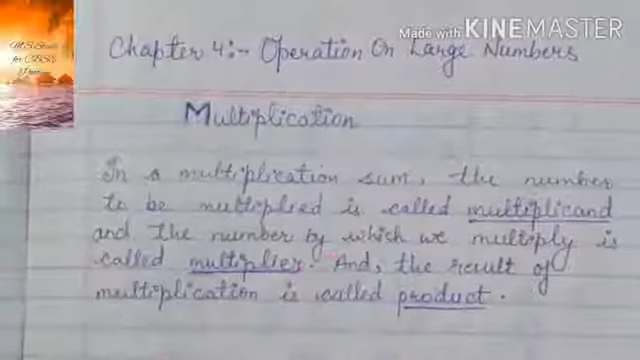 Made with KINEMASTER
Chapter 4:- Operation On Large Numbers
Multiplication
In a multiplication sum, the number
to be multiplied is called multiplicand
and the number by which we multiply is
called multiplier. And, the result of
multiplication is called product.